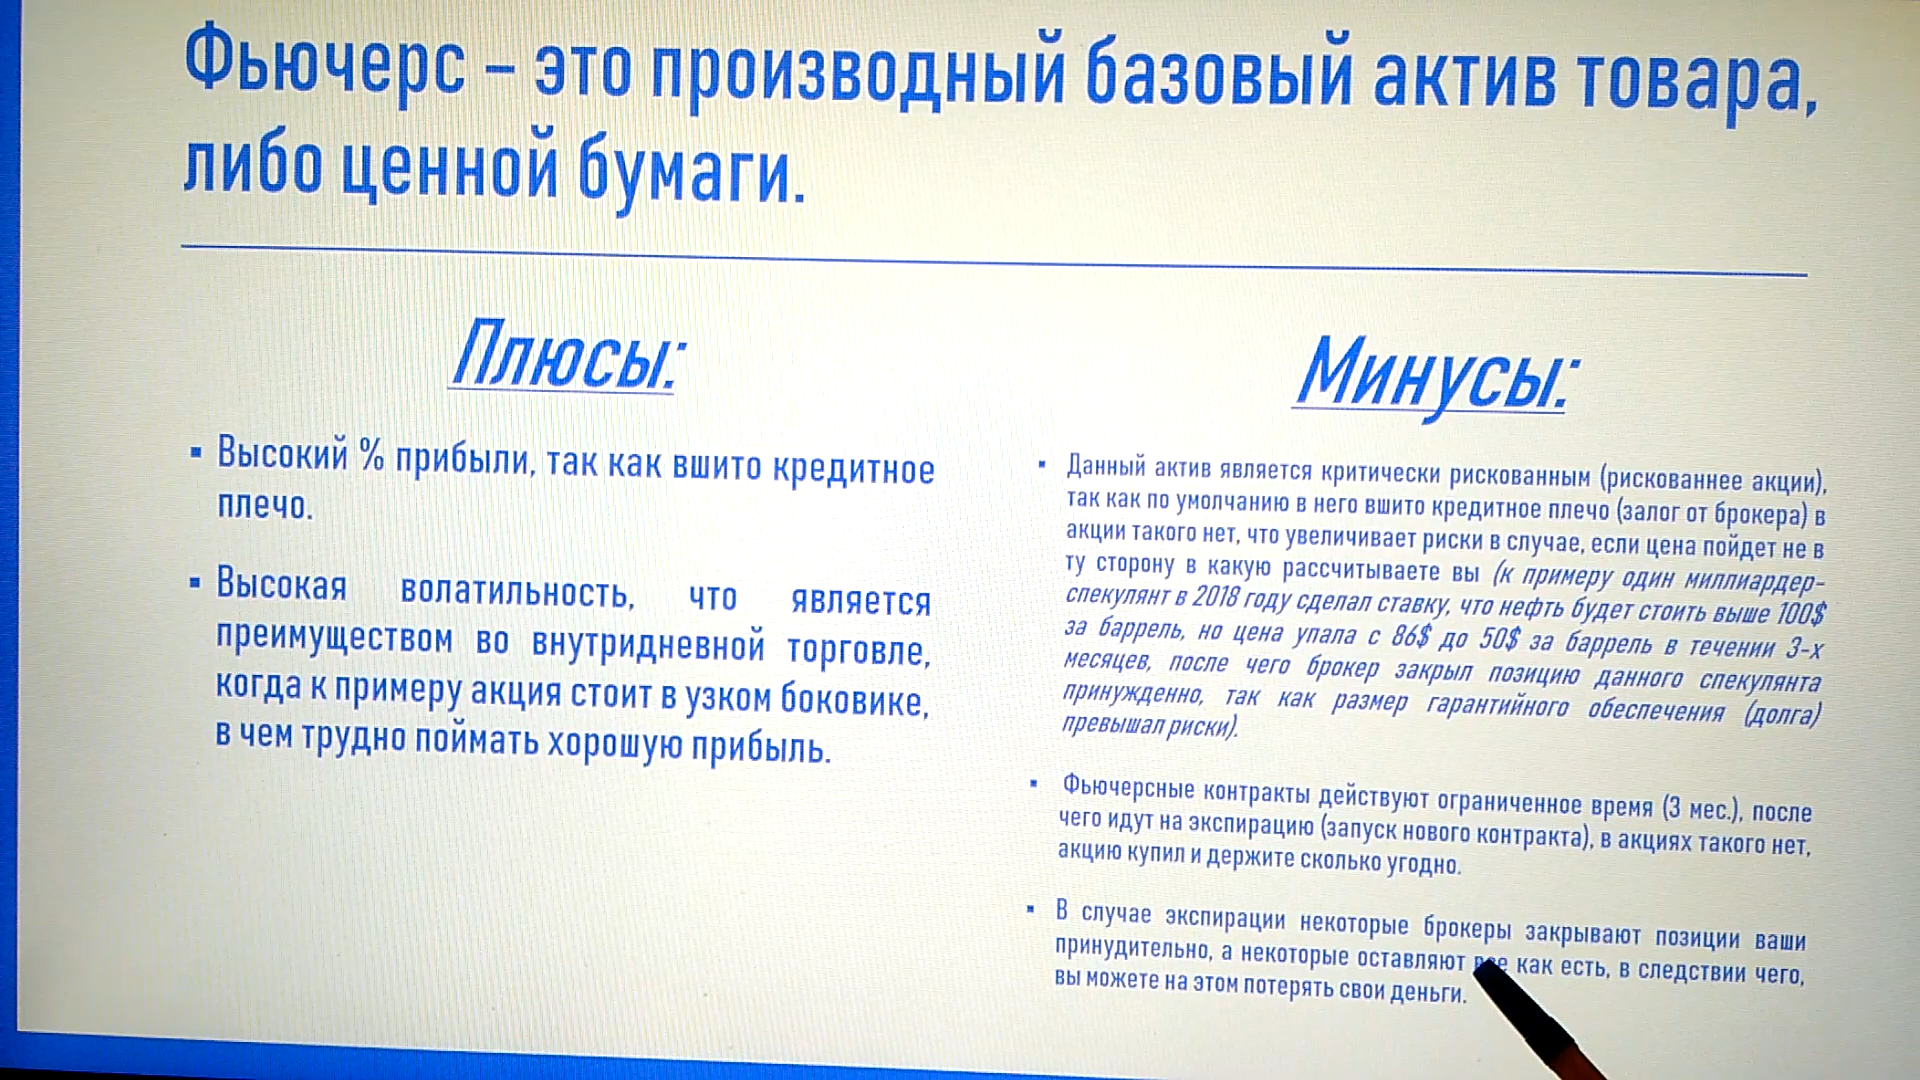 Фьючерс – это производный базовый актив товара,
либо ценной бумаги.
Плюсы:
▪ Высокий % прибыли, так как вшито кредитное
плечо.
▪ Высокая волатильность, что является
преимуществом во внутридневной торговле,
когда к примеру акция стоит в узком боковике,
в чем трудно поймать хорошую прибыль.
Минусы:
▪ Данный актив является критически рискованным (рискованнее акции),
так как по умолчанию в него вшито кредитное плечо (залог от брокера) в
акции такого нет, что увеличивает риски в случае, если цена пойдет не в
ту сторону в какую рассчитываете вы (к примеру один миллиардер-
спекулянт в 2018 году сделал ставку, что нефть будет стоить выше 100$
за баррель, но цена упала с 86$ до 50$ за баррель в течении 3-х
месяцев, после чего брокер закрыл позицию данного спекулянта
принужденно, так как размер гарантийного обеспечения (долга)
превышал риски).
▪ Фьючерсные контракты действуют ограниченное время (3 мес.), после
чего идут на экспирацию (запуск нового контракта), в акциях такого нет,
акцию купил и держите сколько угодно.
▪ В случае экспирации некоторые брокеры закрывают позиции ваши
принудительно, а некоторые оставляют все как есть, в следствии чего,
вы можете на этом потерять свои деньги.